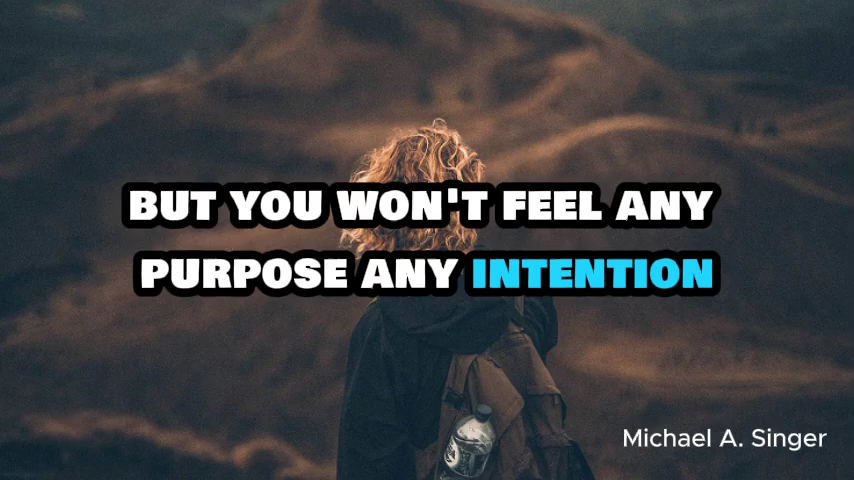 BUT YOU WON'T FEEL ANY
PURPOSE ANY INTENTION
Michael A. Singer